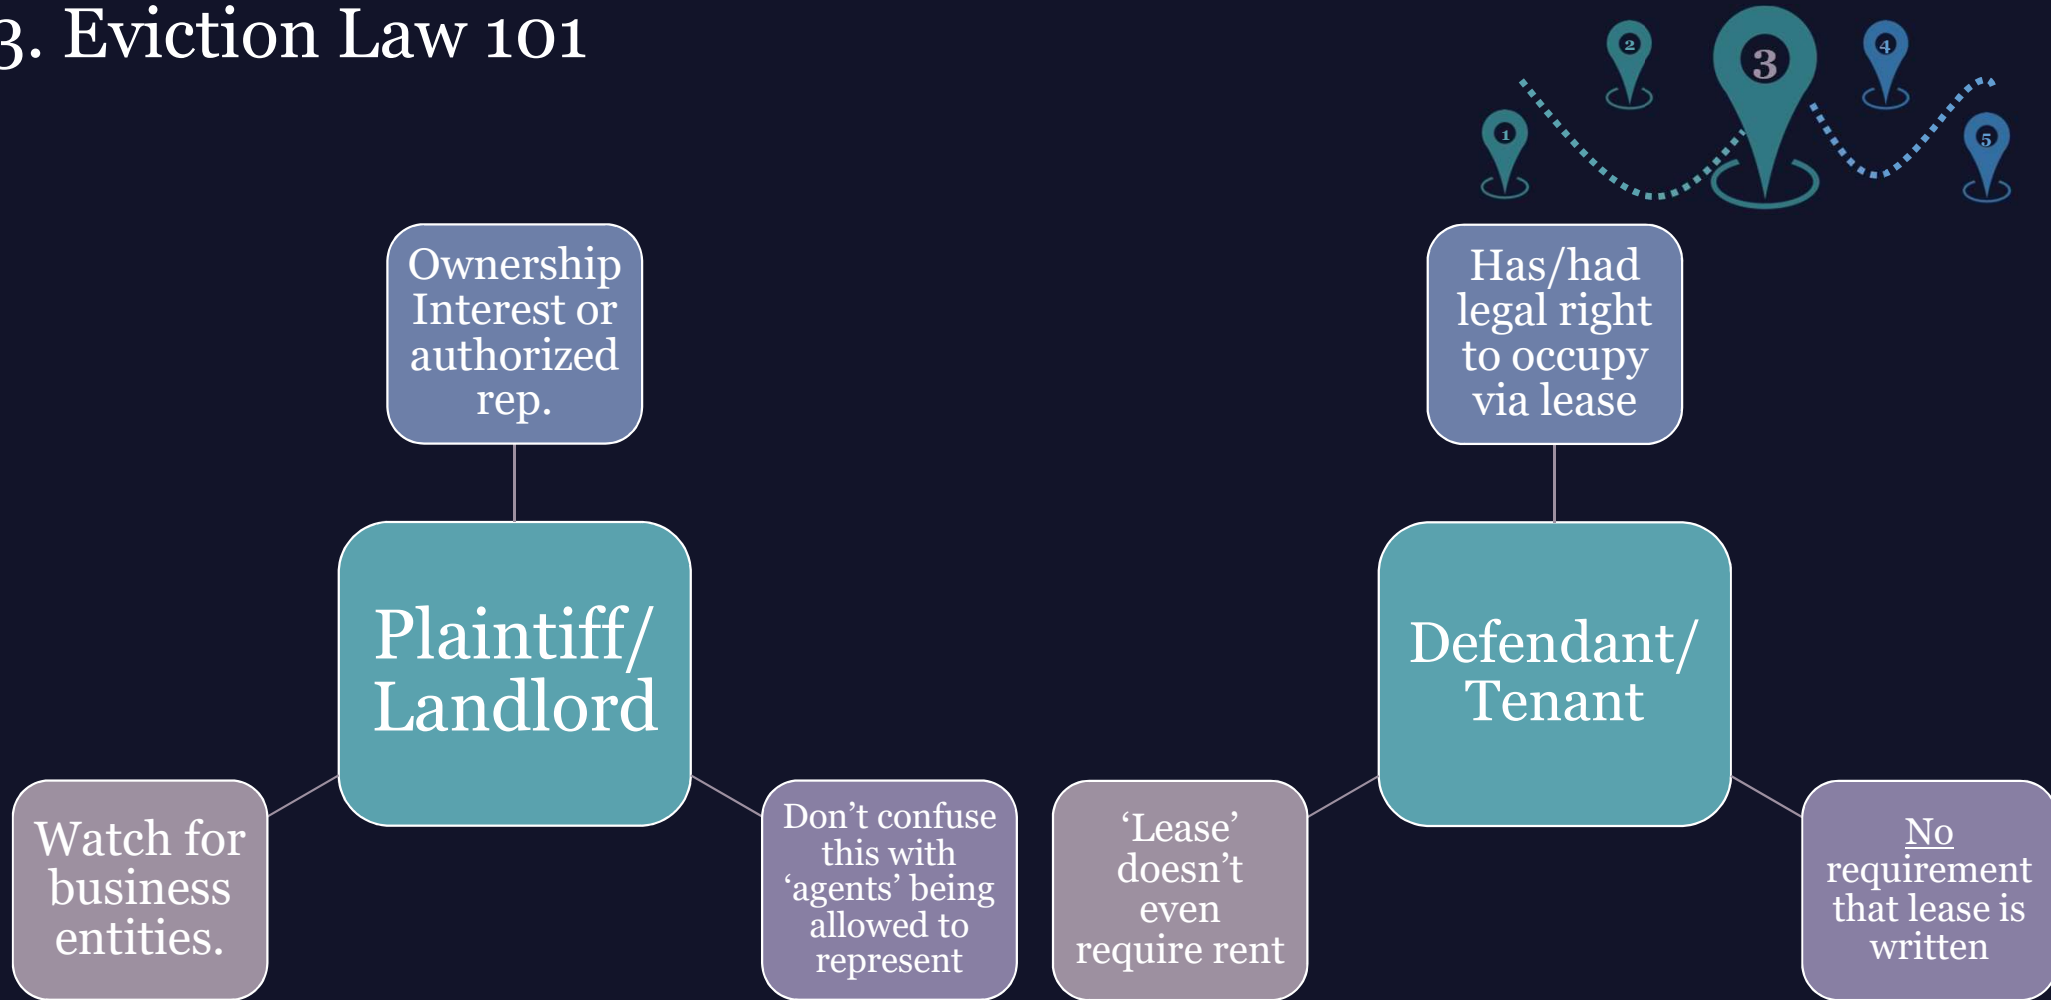 3. Eviction Law 101
1
2
3
4
5
Ownership
Interest or
authorized
rep.
Plaintiff/
Landlord
Watch for
business
entities.
Don’t confuse
this with
‘agents’ being
allowed to
represent
Has/had
legal right
to occupy
via lease
Defendant/
Tenant
‘Lease’
doesn’t
even
require rent
No
requirement
that lease is
written